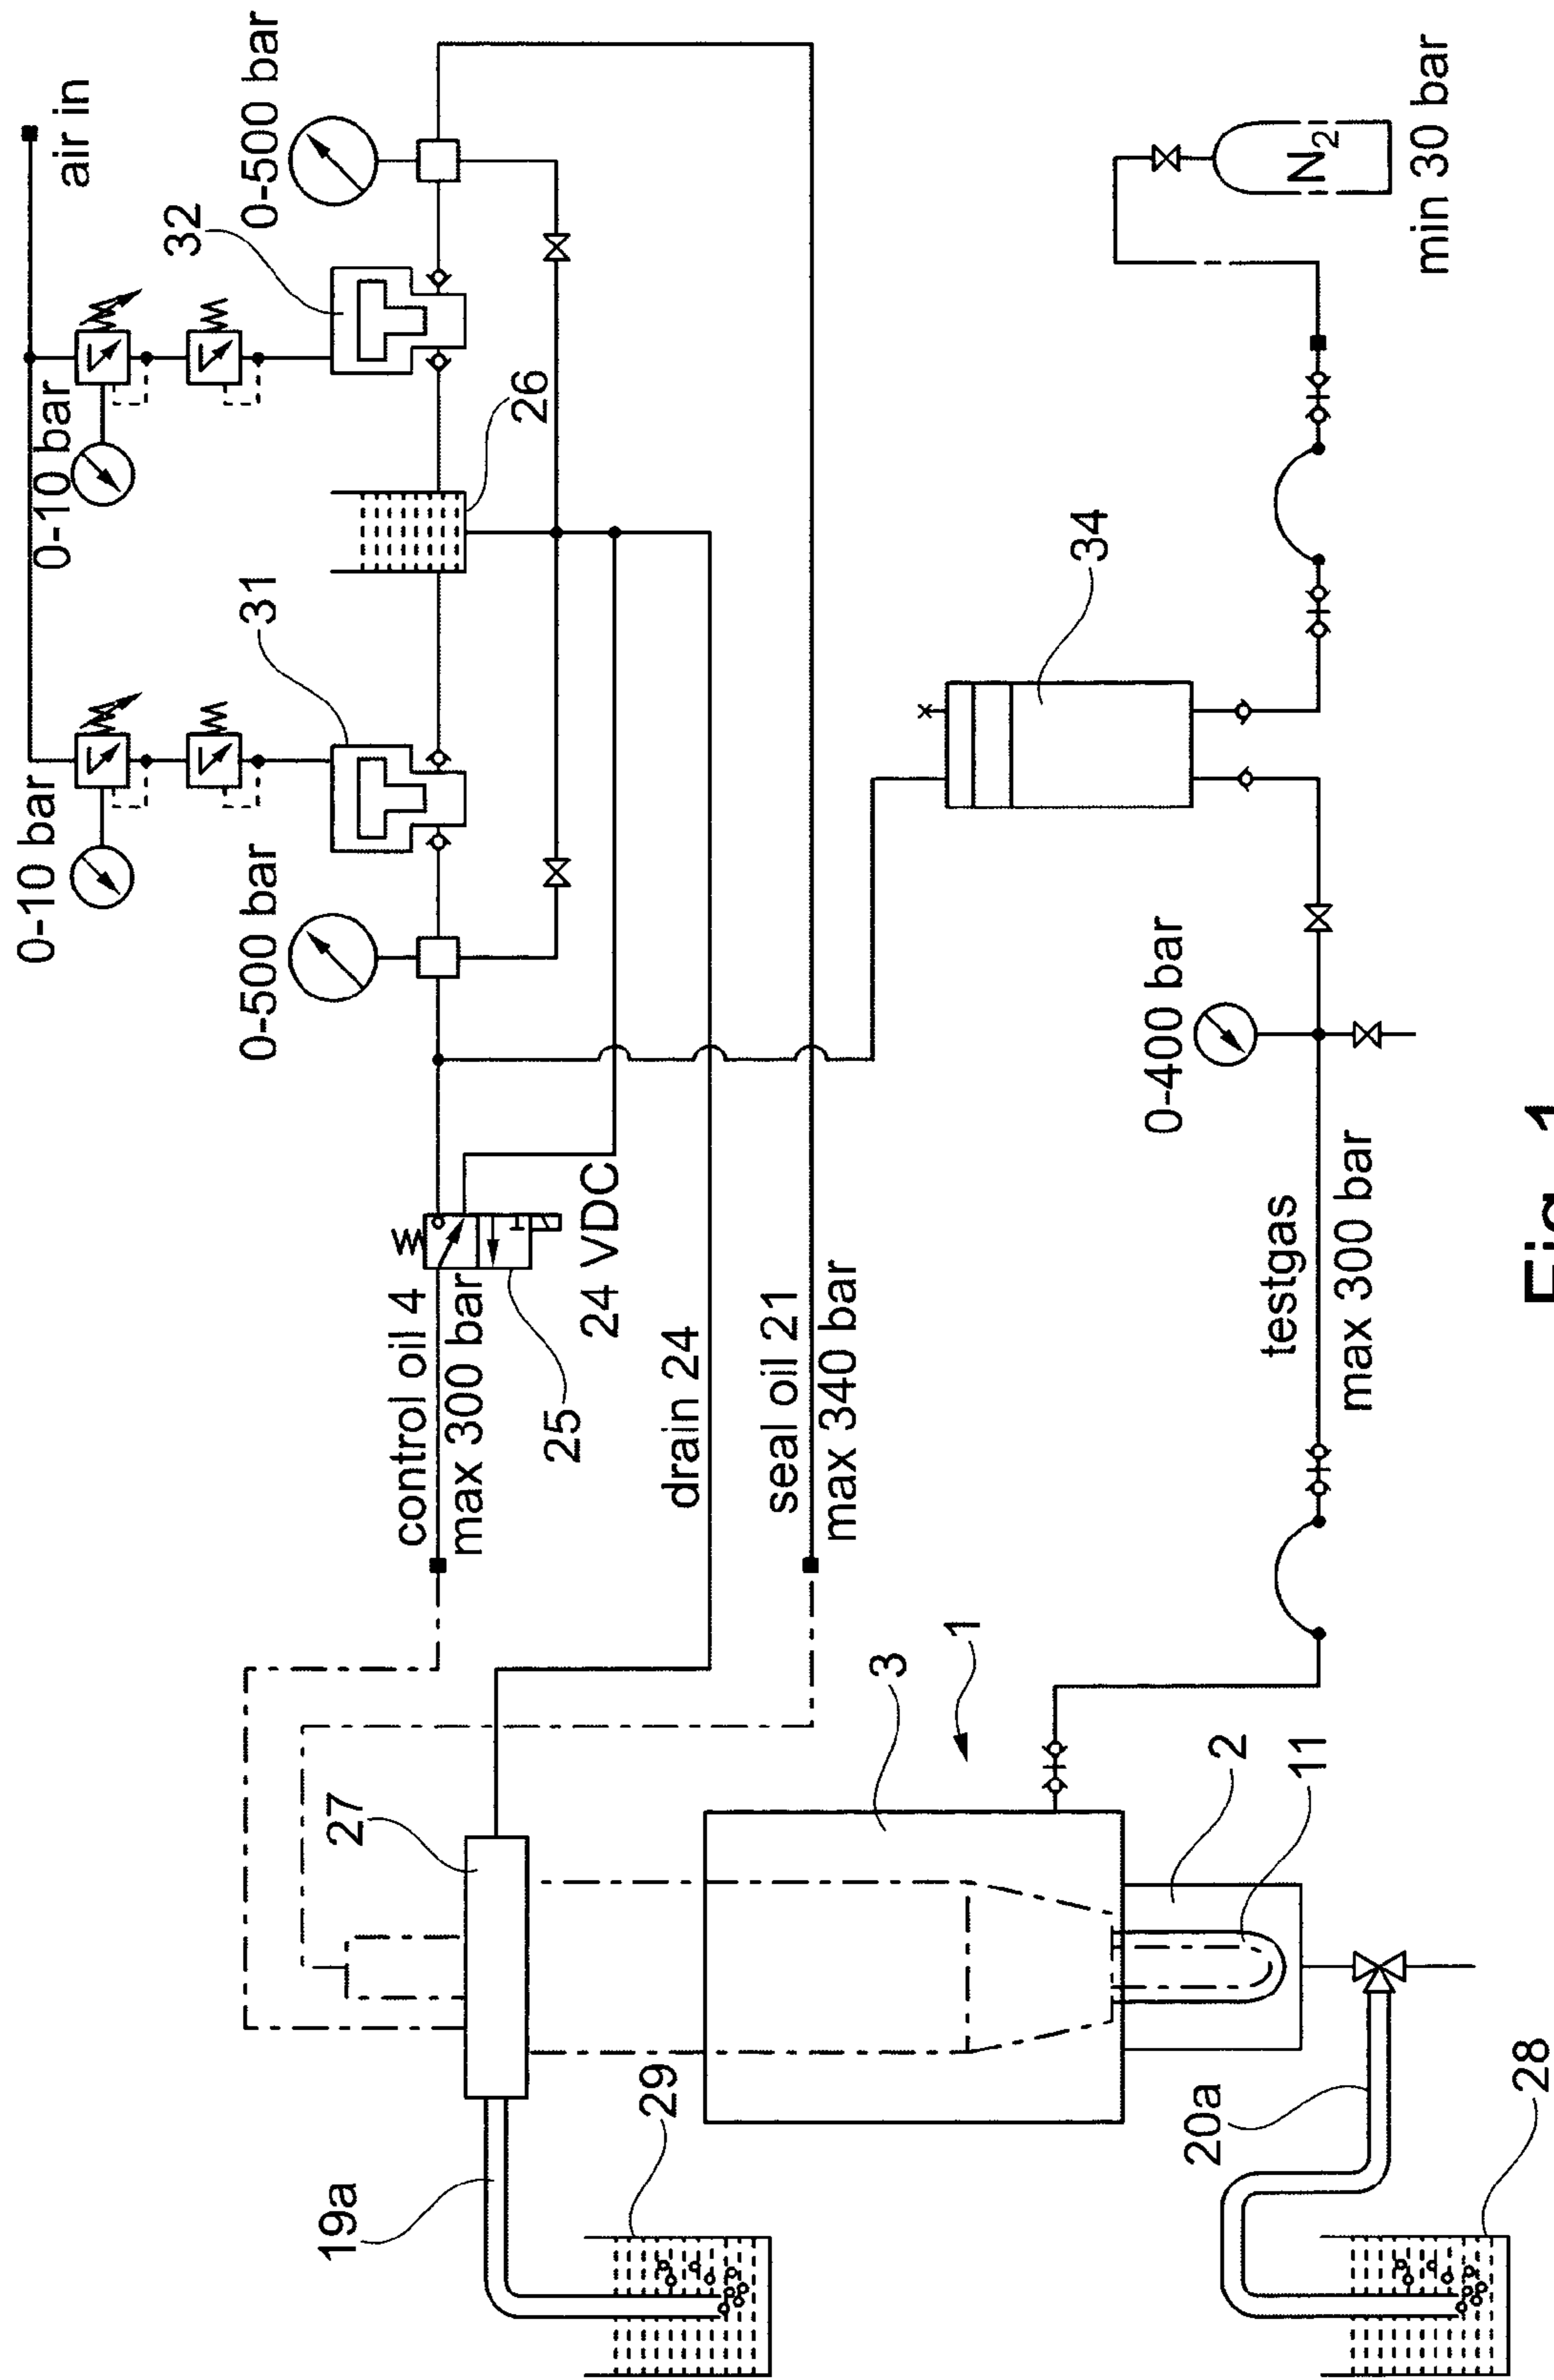 air in
0-10 bar
0-10 bar
32
0-500 bar
31
0-500 bar
26
control oil 4
max 300 bar
25
24 VDC
drain 24
seal oil 21
max 340 bar
27
19a
29
3
1
34
0-400 bar
N2
min 30 bar
testgas
max 300 bar
2
11
20a
28
Fig. 1